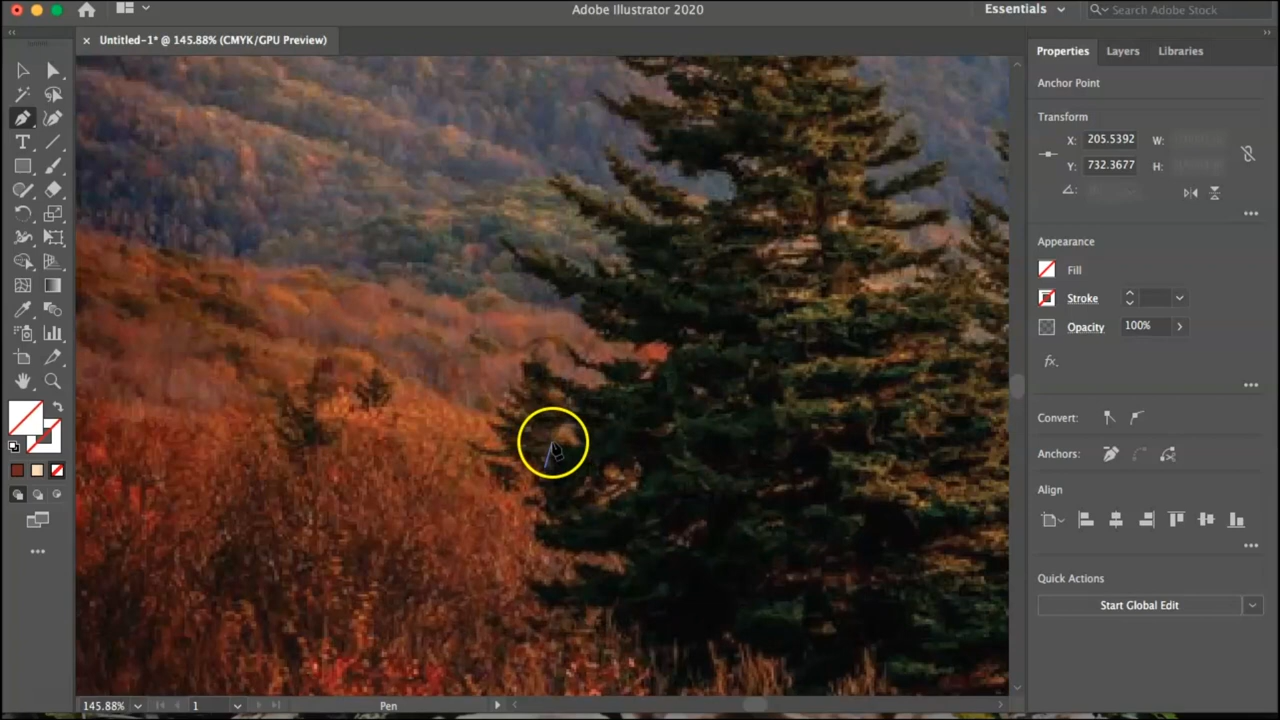 Adobe Illustrator 2020
Essentials
Search Adobe Stock
× Untitled-1* @ 145.88% (CMYK/GPU Preview)
Properties Layers Libraries
Anchor Point
Transform
X: 205.5392 W:
Y: 732.3677 H:
Appearance
Fill
Stroke
Opacity 100%
fx.
Convert:
Anchors:
Align
Quick Actions
Start Global Edit
145.88% 1 Pen